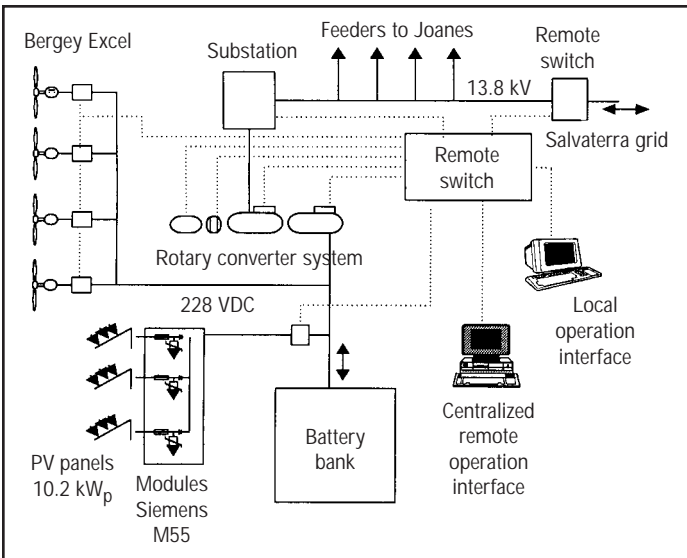 Bergey Excel
Substation
Feeders to Joanes
Remote
switch
13.8 kV
Salvaterra grid
Remote
switch
Rotary converter system
228 VDC
Local
operation
interface
Centralized
remote
operation
interface
Battery
bank
PV panels
10.2 kWp
Modules
Siemens
M55